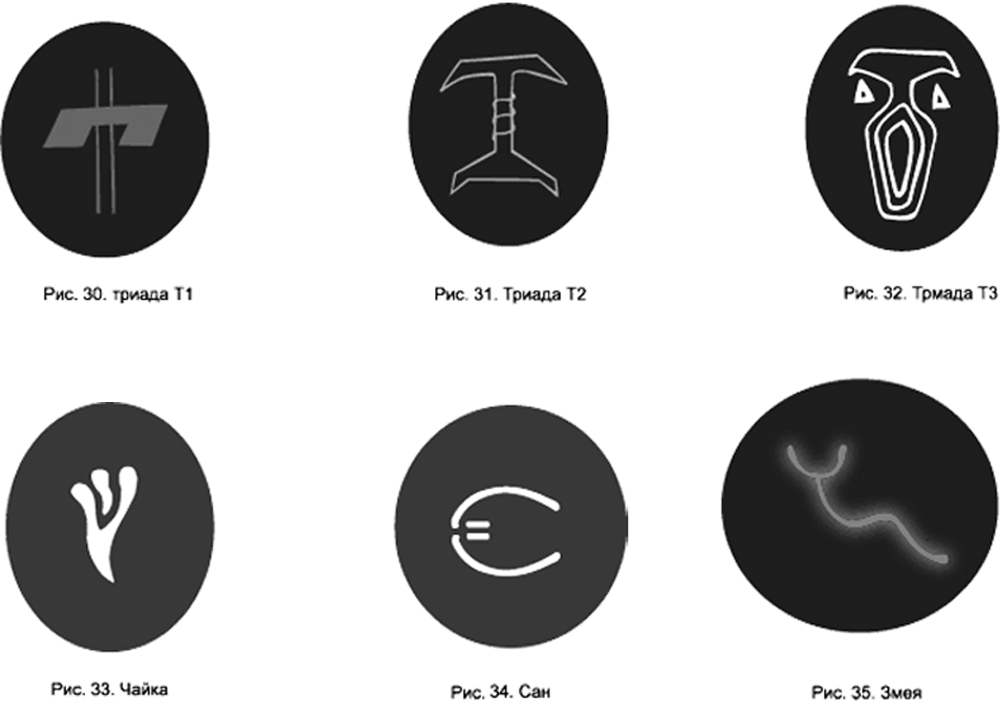 Рис. 30. триада Т1
Рис. 31. Триада Т2
Рис. 32. Трмада Т3
Рис. 33. Чайка
Рис. 34. Сан
Рис. 35. Змея